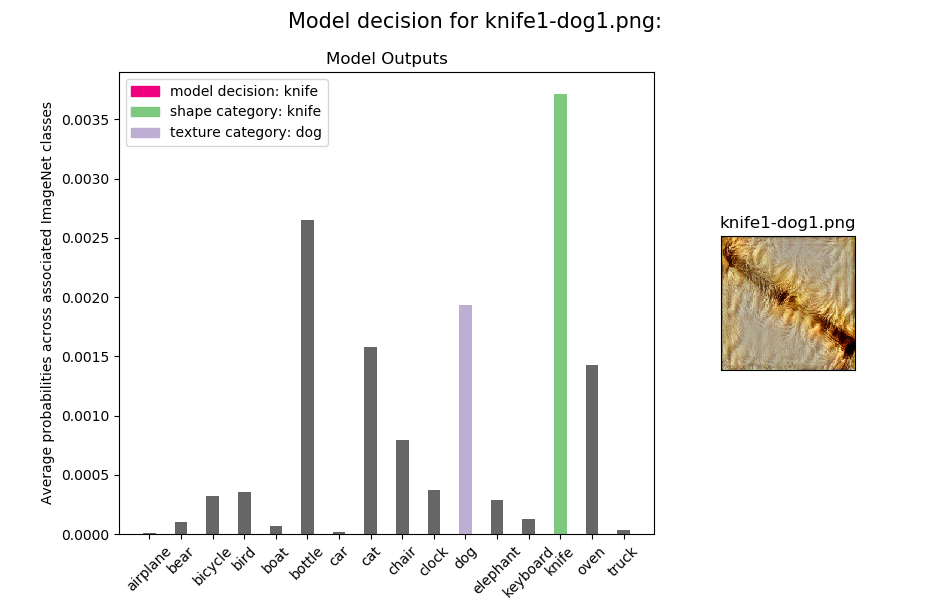 Model decision for knife1-dog1.png:
Model Outputs
model decision: knife
shape category: knife
texture category: dog
Average probabilities across associated ImageNet classes
0.0035
0.0030
0.0025
0.0020
0.0015
0.0010
0.0005
0.0000
airplane
bear
bicycle
bird
boat
bottle
car
cat
chair
clock
dog
elephant
keyboard
knife
oven
truck
knife1-dog1.png